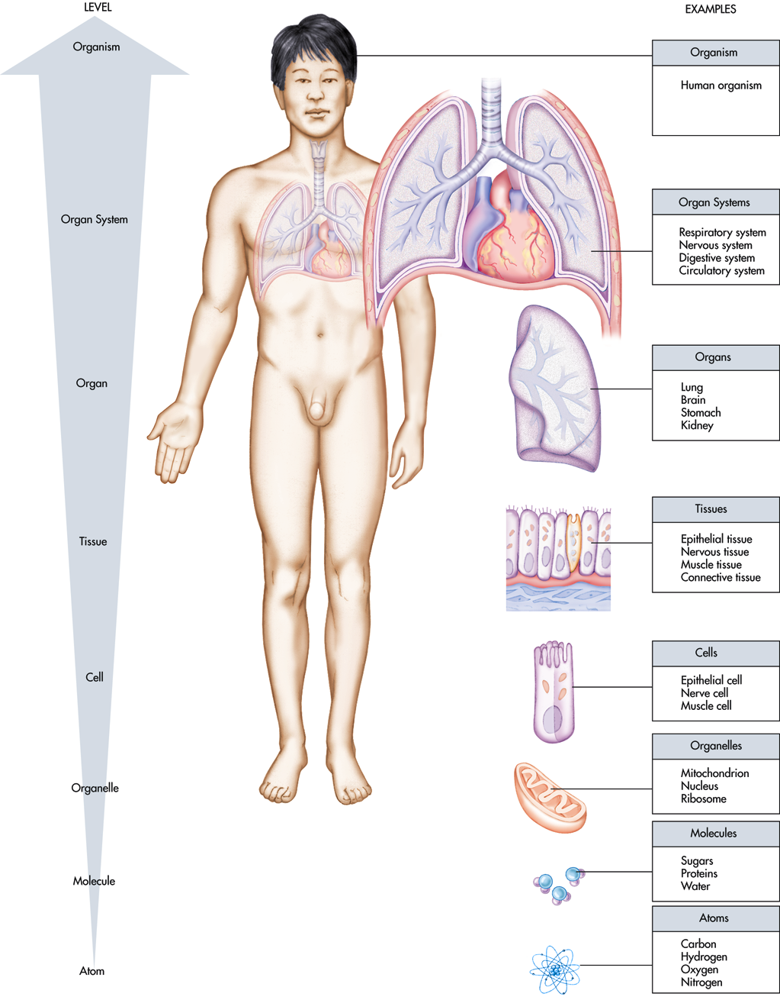 LEVEL
Organism
Organ System
Organ
Tissue
Cell
Organelle
Molecule
Atom
EXAMPLES
Organism
Human organism
Organ Systems
Respiratory system
Nervous system
Digestive system
Circulatory system
Organs
Lung
Brain
Stomach
Kidney
Tissues
Epithelial tissue
Nervous tissue
Muscle tissue
Connective tissue
Cells
Epithelial cell
Nerve cell
Muscle cell
Organelles
Mitochondrion
Nucleus
Ribosome
Molecules
Sugars
Proteins
Water
Atoms
Carbon
Hydrogen
Oxygen
Nitrogen